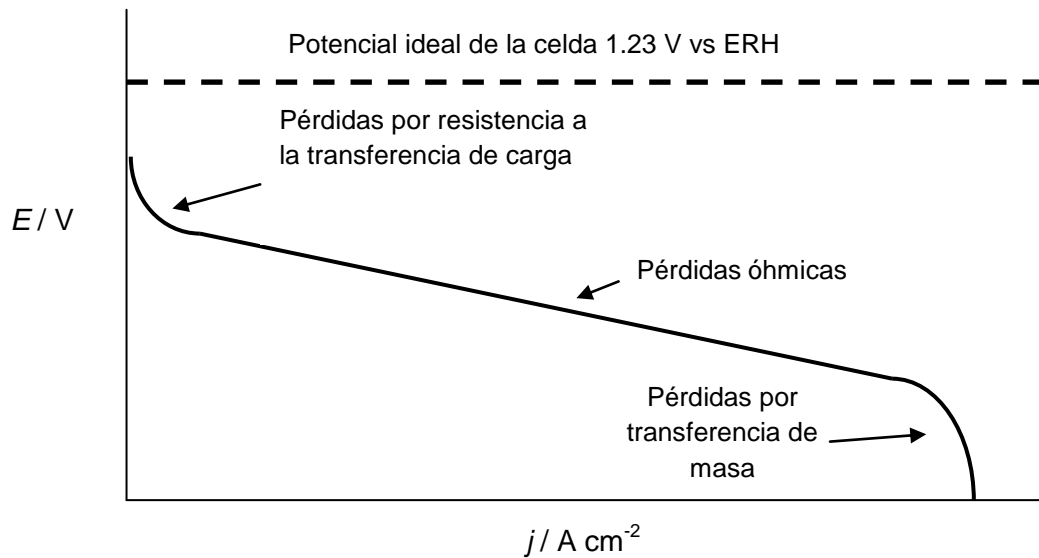 Potencial ideal de la celda 1.23 V vs ERH
Pérdidas por resistencia a
la transferencia de carga
E / V
Pérdidas óhmicas
Pérdidas por
transferencia de
masa
j / A cm⁻²